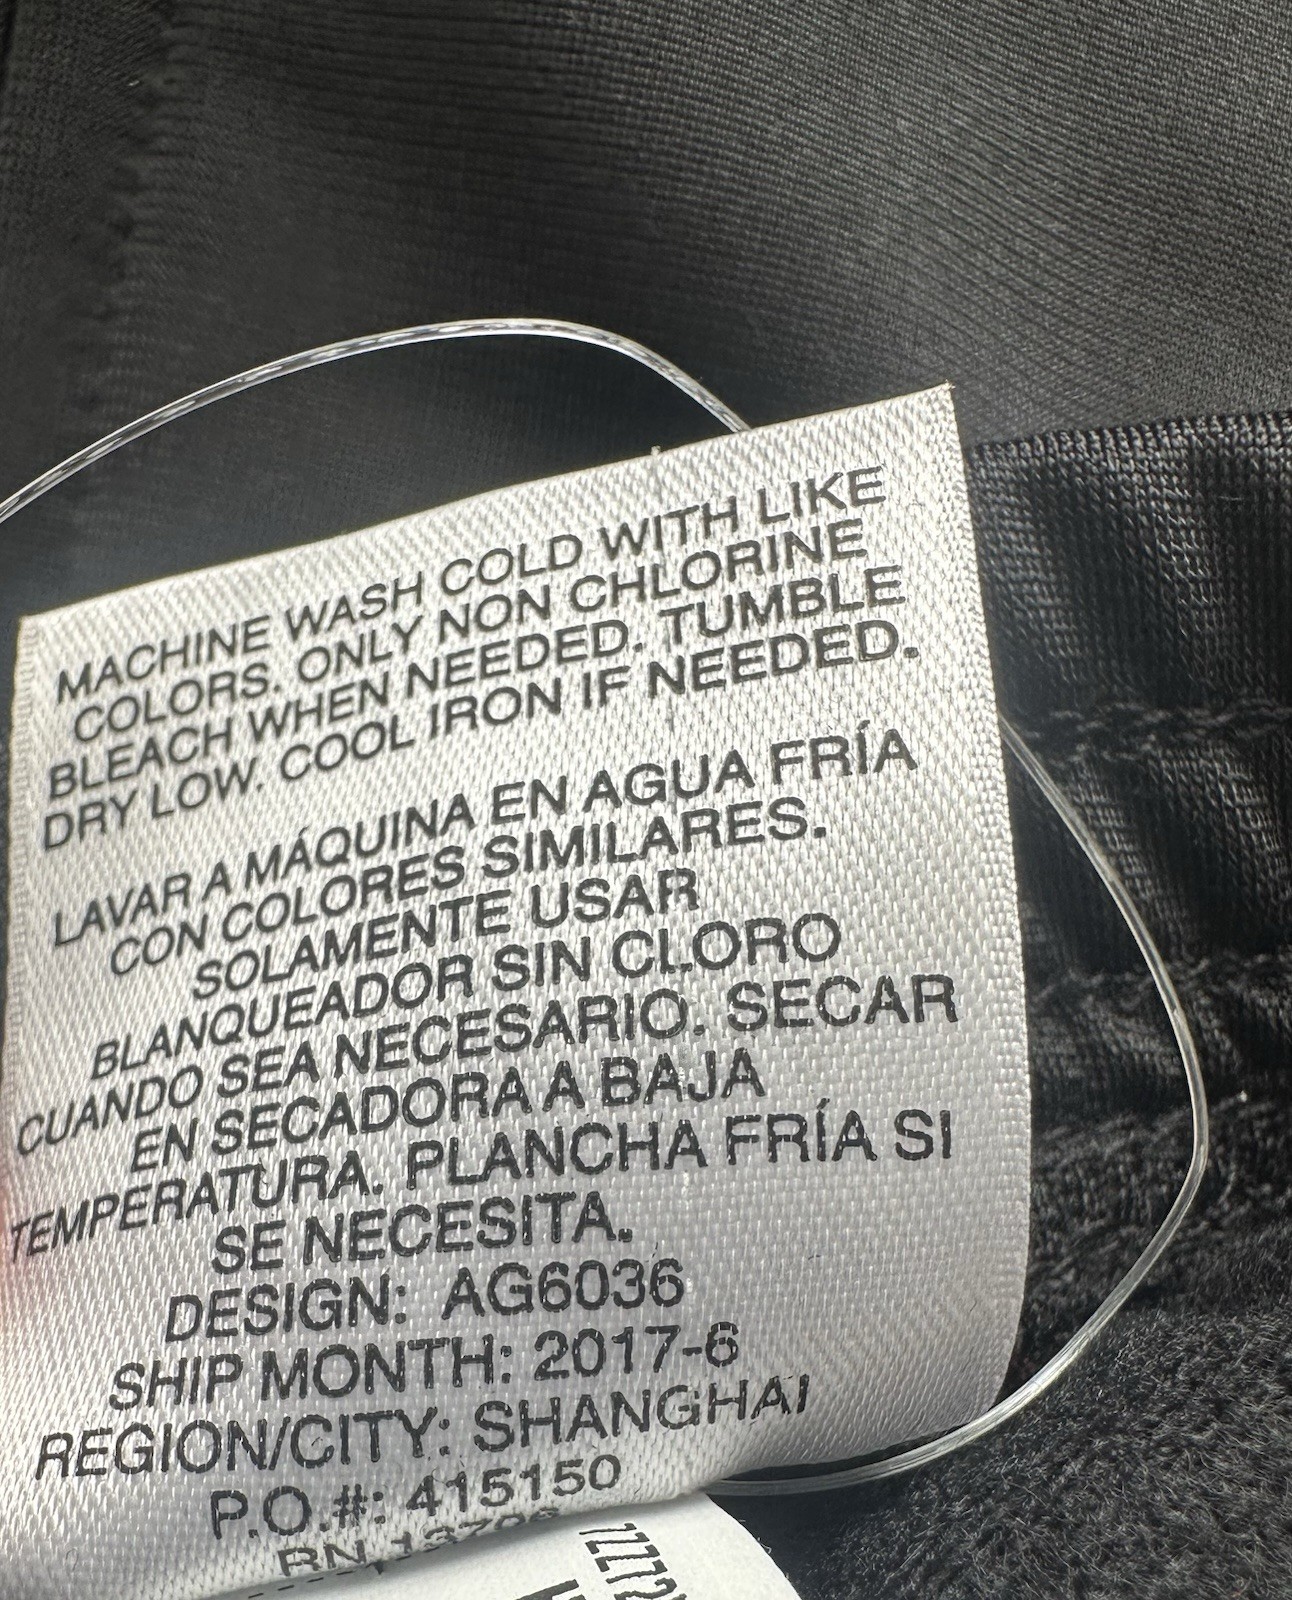 MACHINE WASH COLD WITH LIKE
COLORS. ONLY NON CHLORINE
BLEACH WHEN NEEDED. TUMBLE
DRY LOW. COOL IRON IF NEEDED.
LAVAR A MÁQUINA EN AGUA FRÍA
CON COLORES SIMILARES.
SOLAMENTE USAR
BLANQUEADOR SIN CLORO
CUANDO SEA NECESARIO. SECAR
EN SECADORA A BAJA
TEMPERATURA. PLANCHA FRÍA SI
SE NECESITA.
DESIGN: AG6036
SHIP MONTH: 2017-6
REGION/CITY: SHANGHAI
P.O.#: 415150
RN